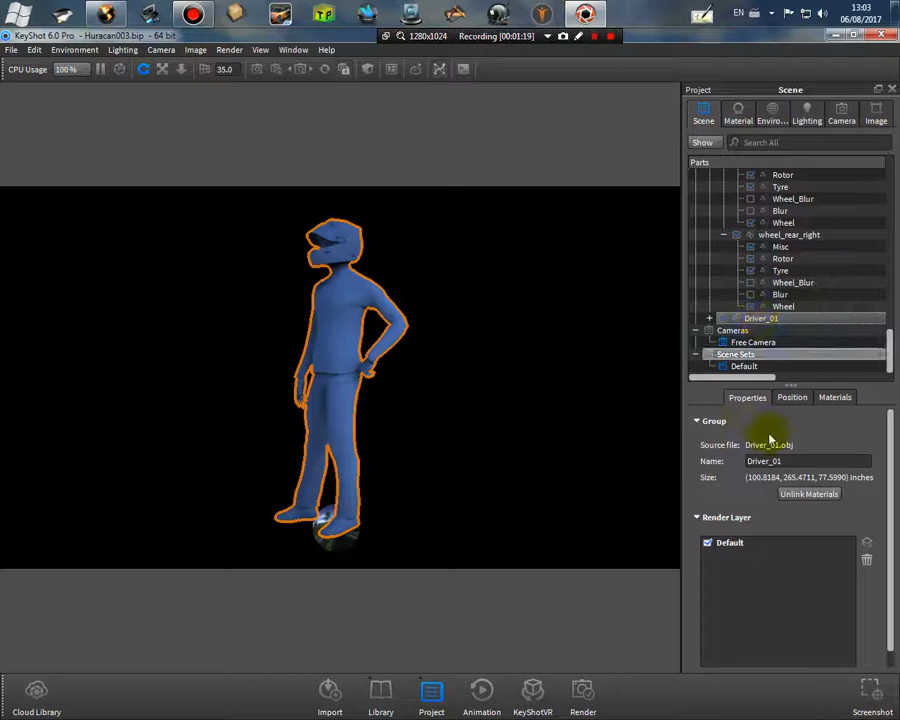 EN
13:03
06/08/2017
KeyShot 6.0 Pro - Huracan003.bip - 64 bit
1280x1024
Recording [00:01:19]
File Edit Environment Lighting Camera Image Render View Window Help
CPU Usage 100 % 35.0
Project Scene
Scene Material Enviro... Lighting Camera Image
Show Search All
Parts
Rotor
Tyre
Wheel_Blur
Blur
Wheel
wheel_rear_right
Misc
Rotor
Tyre
Wheel_Blur
Blur
Wheel
Driver_01
Cameras
Free Camera
Scene Sets
Default
Properties Position Materials
Group
Source file: Driver_01.obj
Name: Driver_01
Size: (100.8184, 265.4711, 77.5990) Inches
Unlink Materials
Render Layer
Default
Cloud Library Import Library Project Animation KeyShotVR Render Screenshot